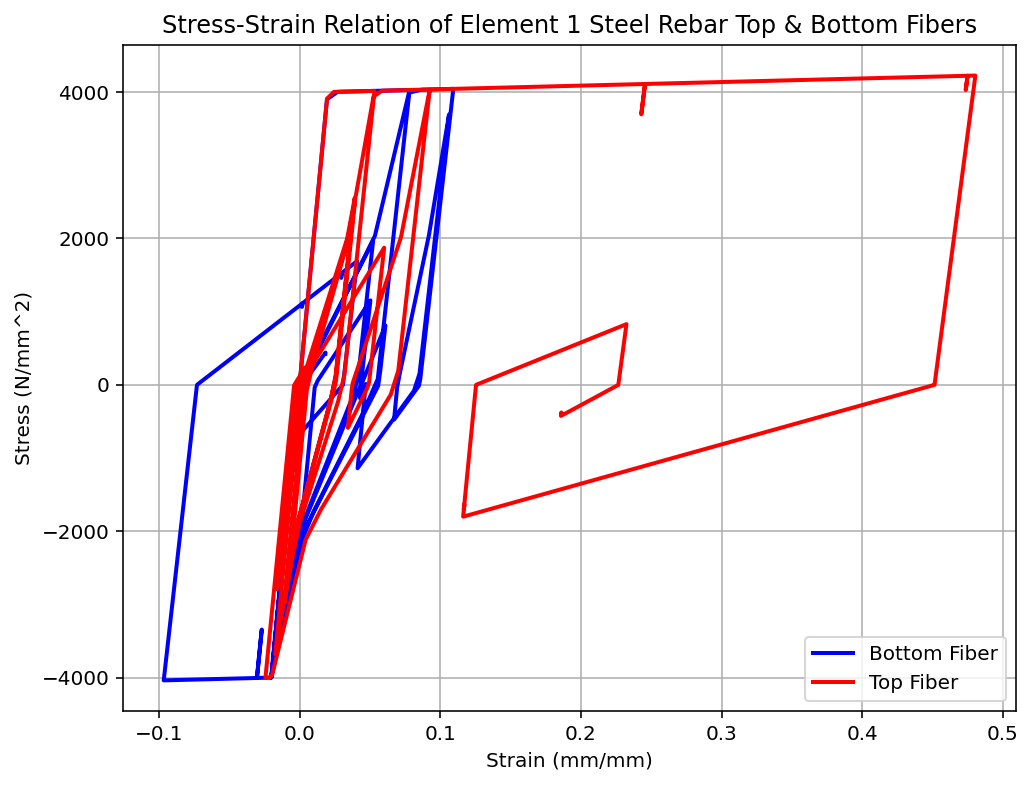 Stress-Strain Relation of Element 1 Steel Rebar Top & Bottom Fibers
Stress (N/mm^2)
4000
2000
0
−2000
−4000
Bottom Fiber
Top Fiber
−0.1
0.0
0.1
0.2
0.3
0.4
0.5
Strain (mm/mm)